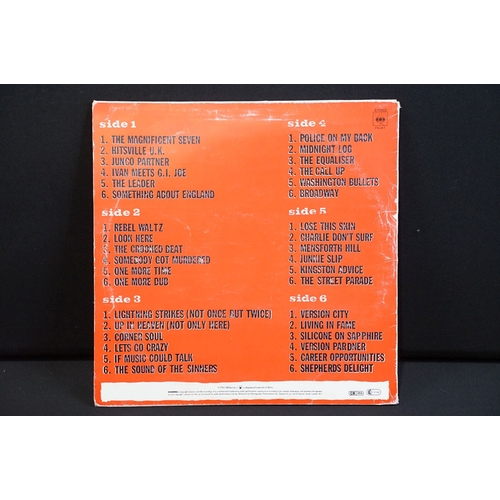 side 1
1. THE MAGNIFICENT SEVEN
2. HITSVILLE U.K.
3. JUNCO PARTNER
4. IVAN MEETS G.I. JOE
5. THE LEADER
6. SOMETHING ABOUT ENGLAND
side 2
1. REBEL WALTZ
2. LOOK HERE
3. THE CROOKED BEAT
4. SOMEBODY GOT MURDERED
5. ONE MORE TIME
6. ONE MORE DUB
side 3
1. LIGHTNING STRIKES (NOT ONCE BUT TWICE)
2. UP IN HEAVEN (NOT ONLY HERE)
3. CORNER SOUL
4. LETS GO CRAZY
5. IF MUSIC COULD TALK
6. THE SOUND OF THE SINNERS
side 4
1. POLICE ON MY BACK
2. MIDNIGHT LOG
3. THE EQUALISER
4. THE CALL UP
5. WASHINGTON BULLETS
6. BROADWAY
side 5
1. LOSE THIS SKIN
2. CHARLIE DON'T SURF
3. MENSFORTH HILL
4. JUNKIE SLIP
5. KINGSTON ADVICE
6. THE STREET PARADE
side 6
1. VERSION CITY
2. LIVING IN FAME
3. SILICONE ON SAPPHIRE
4. VERSION PARDNER
5. CAREER OPPORTUNITIES
6. SHEPHERDS DELIGHT